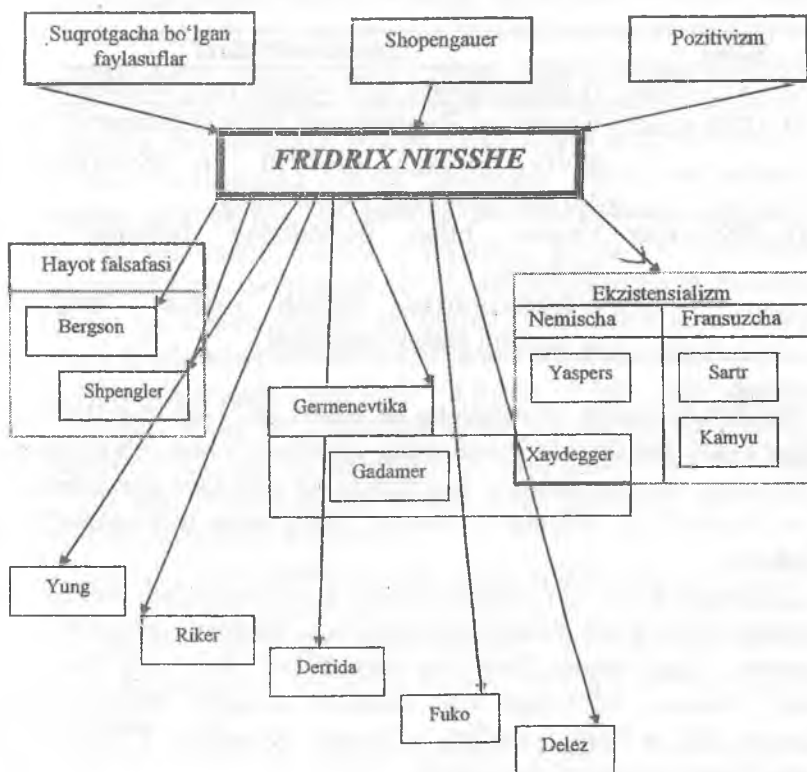 Suqrotgacha bo‘lgan
faylasuflar
Shopengauer
Pozitivizm
FRIDRIX NITSSHE
Hayot falsafasi
Bergson
Shpengler
Germenevtika
Gadamer
Ekzistensializm
Nemischa
Fransuzcha
Yaspers
Sartr
Xaydegger
Kamyu
Yung
Riker
Derrida
Fuko
Delez